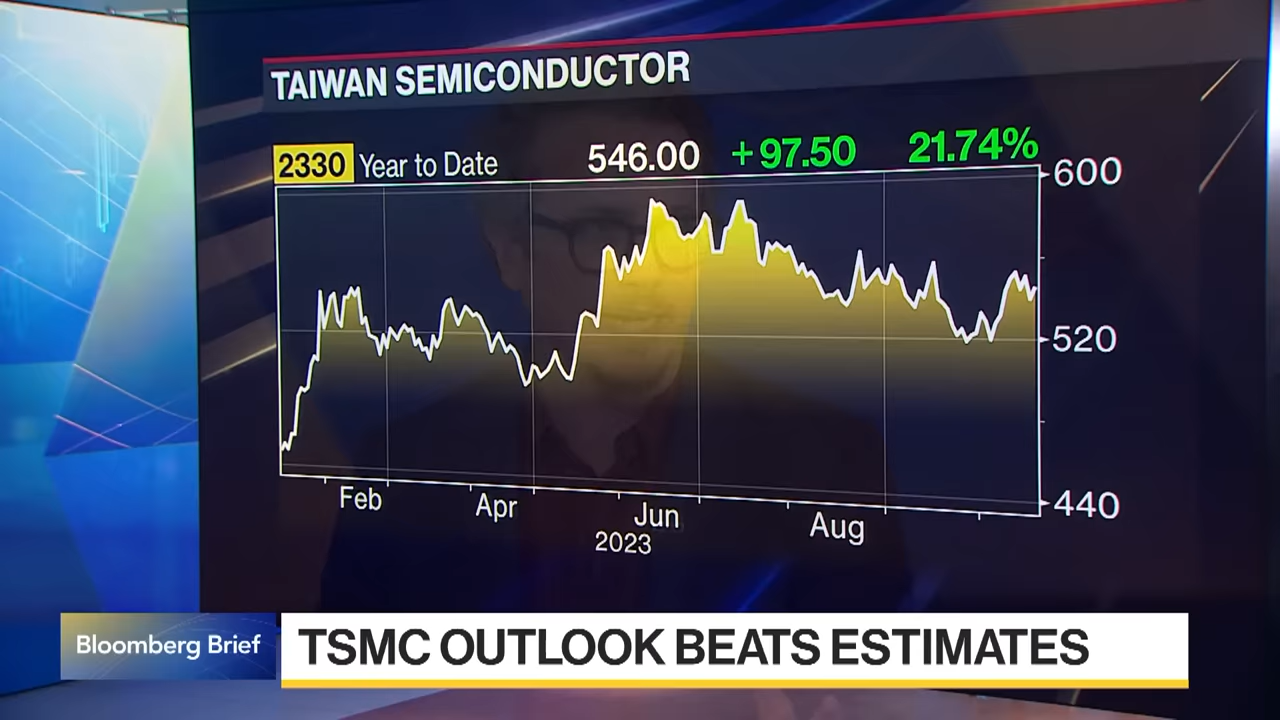 TAIWAN SEMICONDUCTOR
2330 Year to Date 546.00 +97.50 21.74%
600
520
440
Feb Apr Jun Aug
2023
Bloomberg Brief
TSMC OUTLOOK BEATS ESTIMATES